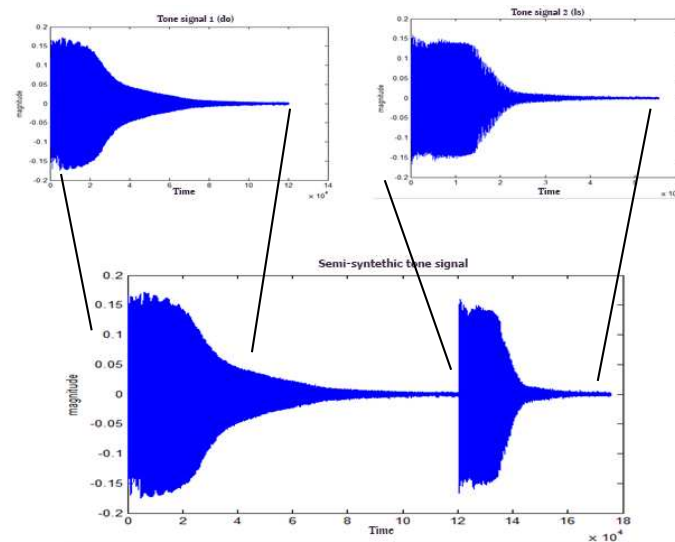 Tone signal 1 (do)
0.2
0.15
0.1
0.05
0
-0.05
-0.1
-0.15
-0.2
magnitude
0 2 4 6 8 10 12 14
Time
× 10⁴
Tone signal 2 (ls)
0.2
0.15
0.1
0.05
0
-0.05
-0.1
-0.15
-0.2
magnitude
0 1 2 3 4
Time
× 10⁴
Semi-syntethic tone signal
0.2
0.15
0.1
0.05
0
-0.05
-0.1
-0.15
-0.2
magnitude
0 2 4 6 8 10 12 14 16 18
Time
× 10⁴